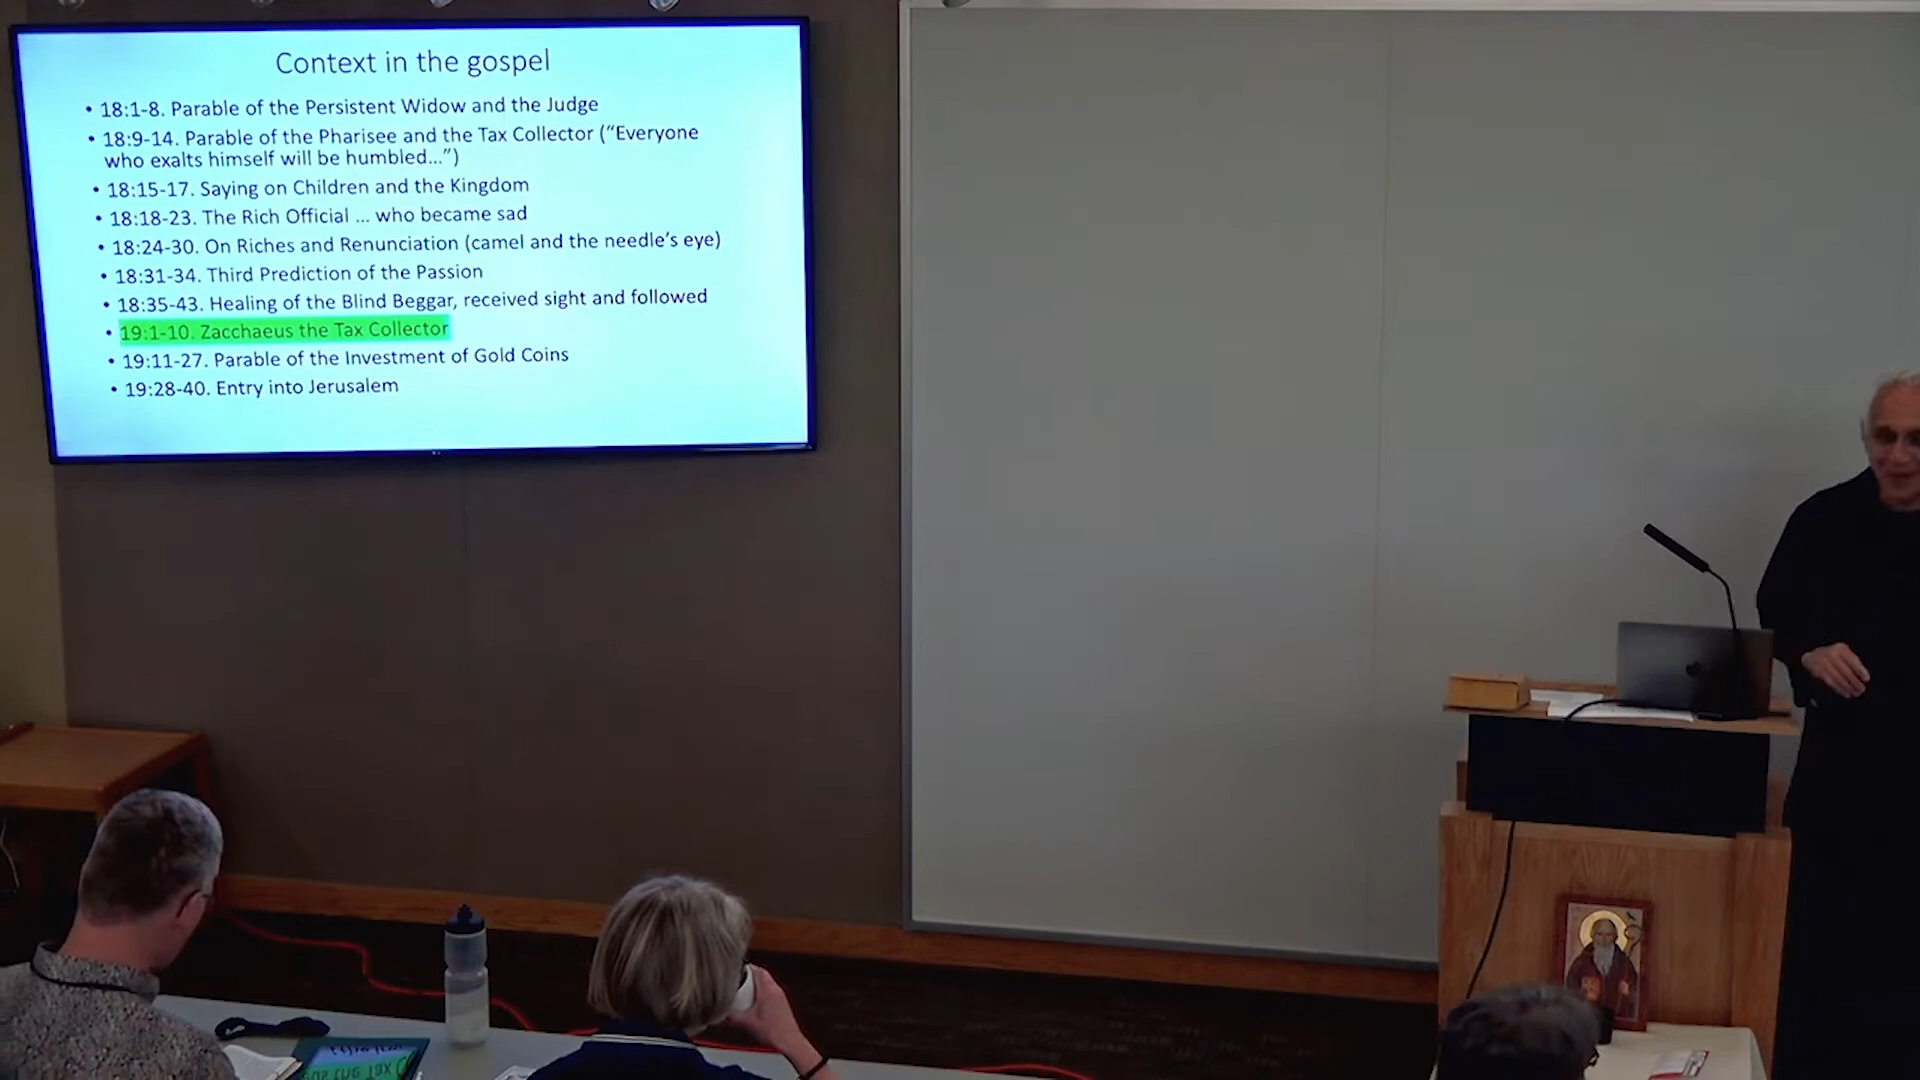 Context in the gospel
• 18:1-8. Parable of the Persistent Widow and the Judge
• 18:9-14. Parable of the Pharisee and the Tax Collector (“Everyone
who exalts himself will be humbled...”)
• 18:15-17. Saying on Children and the Kingdom
• 18:18-23. The Rich Official ... who became sad
• 18:24-30. On Riches and Renunciation (camel and the needle’s eye)
• 18:31-34. Third Prediction of the Passion
• 18:35-43. Healing of the Blind Beggar, received sight and followed
• 19:1-10. Zacchaeus the Tax Collector
• 19:11-27. Parable of the Investment of Gold Coins
• 19:28-40. Entry into Jerusalem